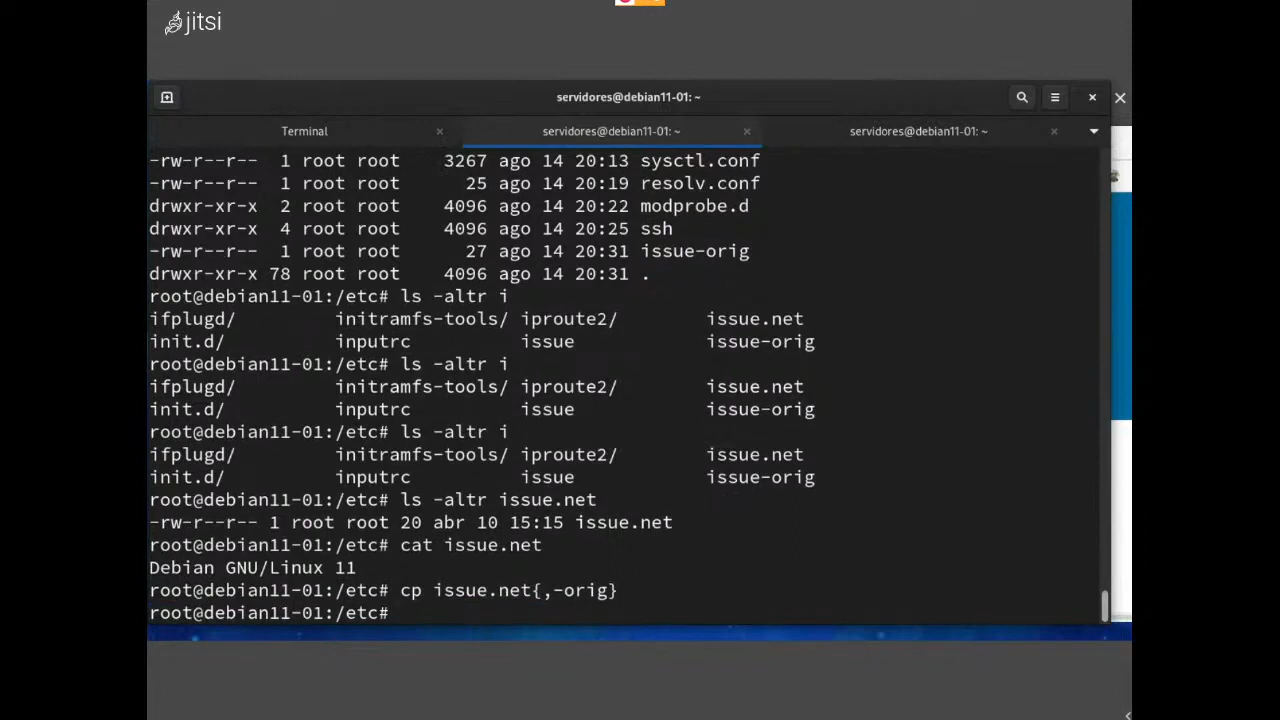 jitsi
servidores@debian11-01: ~
Terminal
servidores@debian11-01: ~
servidores@debian11-01: ~
-rw-r--r-- 1 root root 3267 ago 14 20:13 sysctl.conf
-rw-r--r-- 1 root root 25 ago 14 20:19 resolv.conf
drwxr-xr-x 2 root root 4096 ago 14 20:22 modprobe.d
drwxr-xr-x 4 root root 4096 ago 14 20:25 ssh
-rw-r--r-- 1 root root 27 ago 14 20:31 issue-orig
drwxr-xr-x 78 root root 4096 ago 14 20:31 .
root@debian11-01:/etc# ls -altr i
ifplugd/ initramfs-tools/ iproute2/ issue.net
init.d/ inputrc issue issue-orig
root@debian11-01:/etc# ls -altr i
ifplugd/ initramfs-tools/ iproute2/ issue.net
init.d/ inputrc issue issue-orig
root@debian11-01:/etc# ls -altr i
ifplugd/ initramfs-tools/ iproute2/ issue.net
init.d/ inputrc issue issue-orig
root@debian11-01:/etc# ls -altr issue.net
-rw-r--r-- 1 root root 20 abr 10 15:15 issue.net
root@debian11-01:/etc# cat issue.net
Debian GNU/Linux 11
root@debian11-01:/etc# cp issue.net{,-orig}
root@debian11-01:/etc#